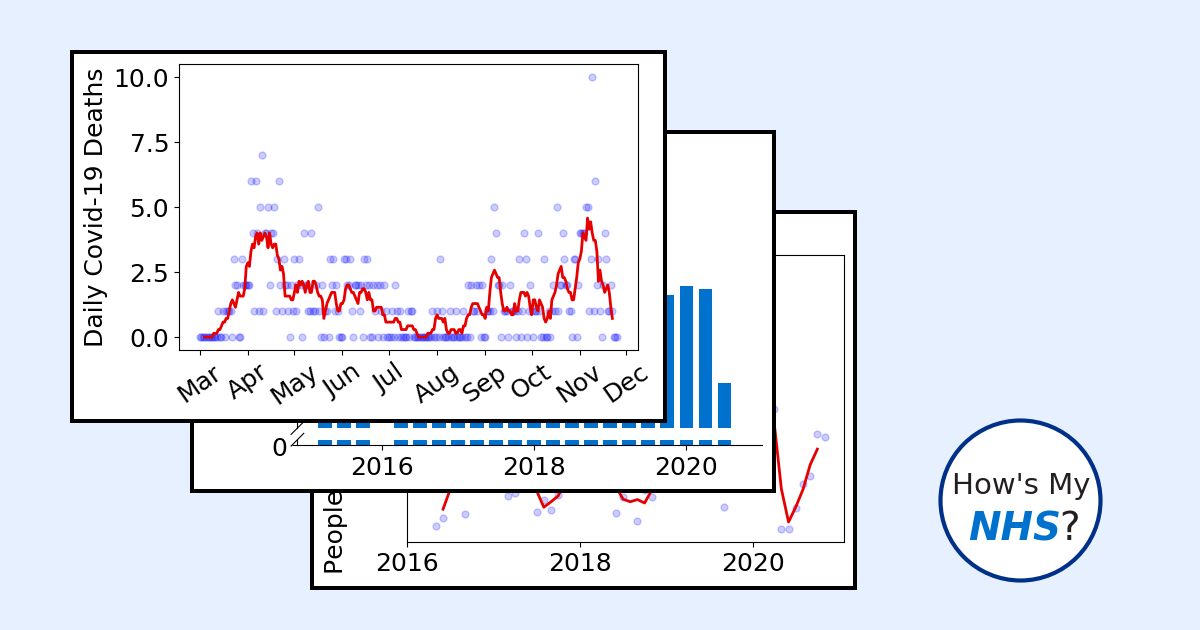 Daily Covid-19 Deaths
10.0
7.5
5.0
2.5
0.0
Mar Apr May Jun Jul Aug Sep Oct Nov Dec
0
2016 2018 2020
People
2016 2018 2020
How's My
NHS?